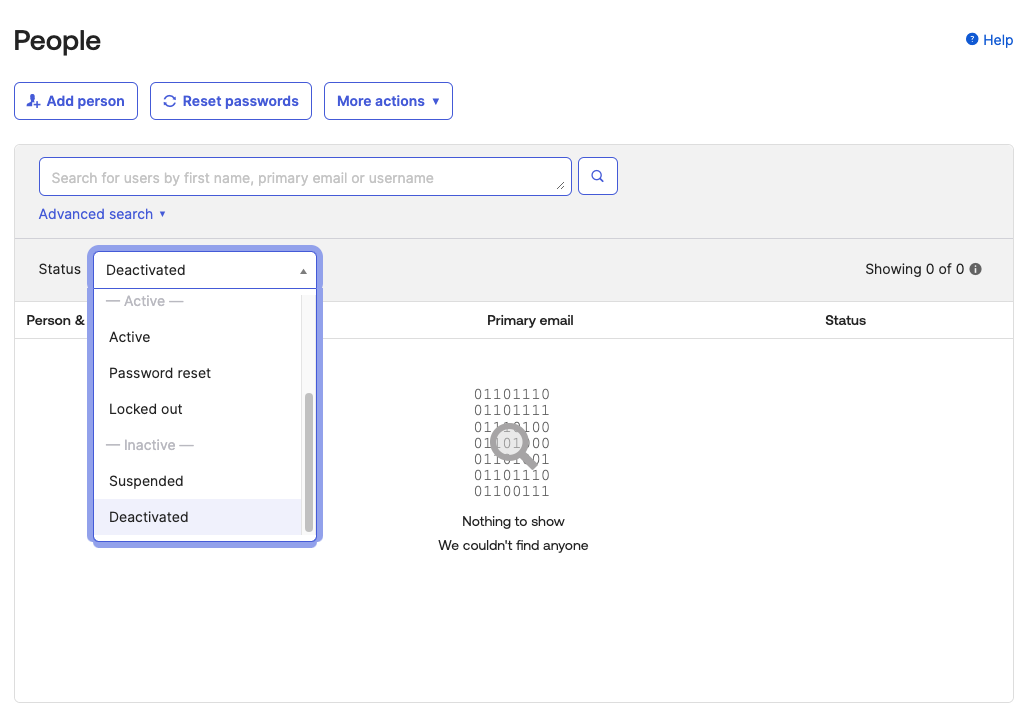 People
Help
Add person
Reset passwords
More actions
Search for users by first name, primary email or username
Advanced search
Status
Deactivated
Showing 0 of 0
Person &
Primary email
Status
— Active —
Active
Password reset
Locked out
— Inactive —
Suspended
Deactivated
01101110
01101111
01110100
01101000
01101001
01101110
01100111
Nothing to show
We couldn't find anyone